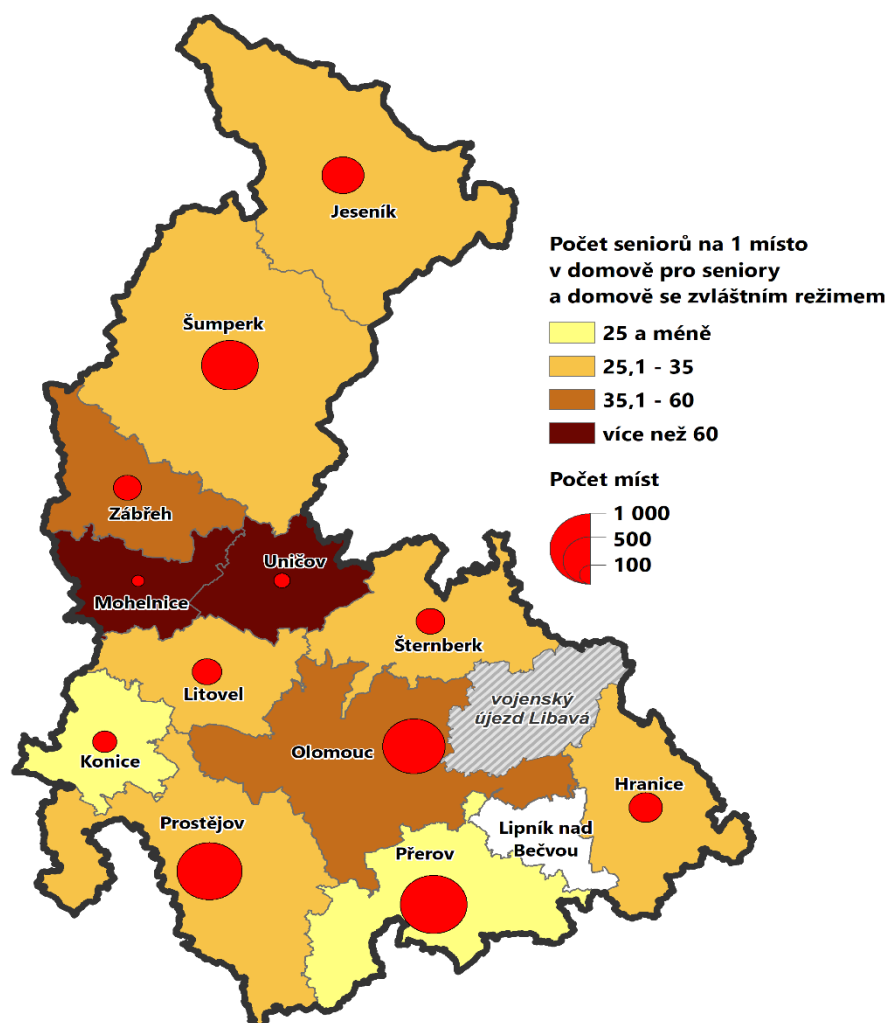 Jeseník
Počet seniorů na 1 místo
v domově pro seniory
a domově se zvláštním režimem
25 a méně
25,1 - 35
35,1 - 60
více než 60
Počet míst
1 000
500
100
Šumperk
Zábřeh
Uničov
Mohelnice
Šternberk
Litovel
vojenský
újezd Libavá
Olomouc
Konice
Hranice
Prostějov
Lipník nad
Bečvou
Přerov